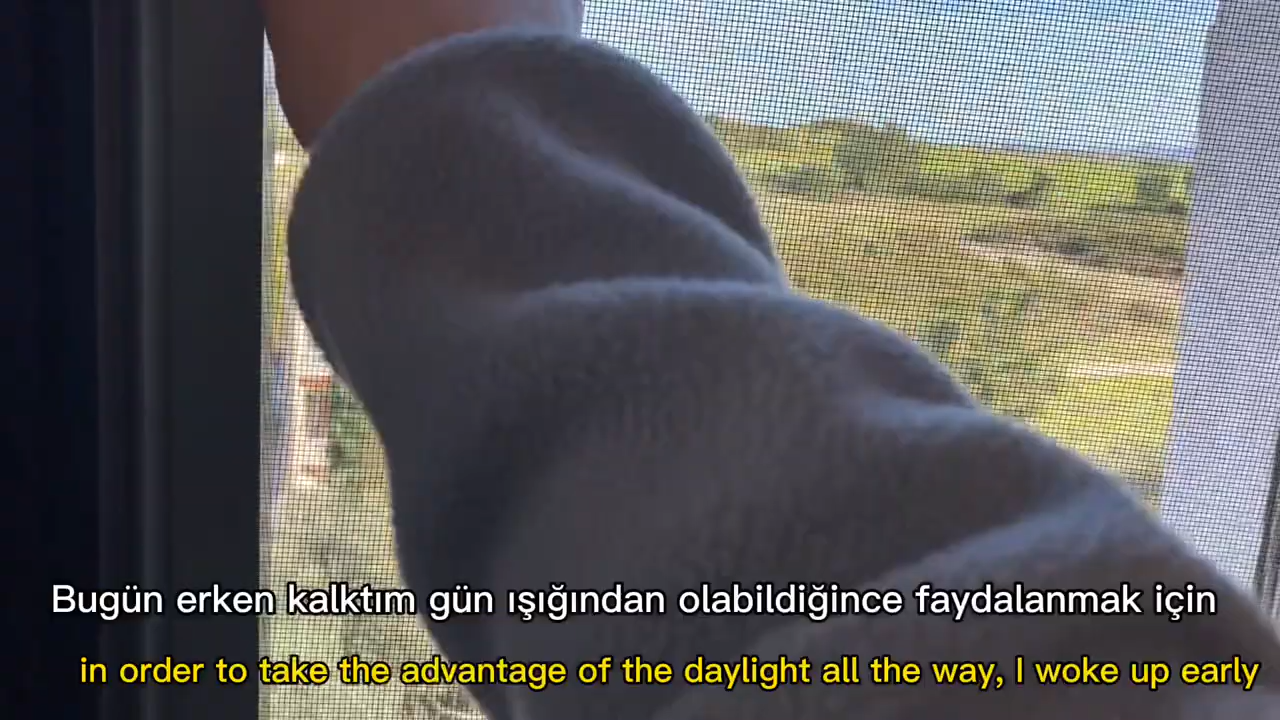 Bugün erken kalktım gün ışığından olabildiğince faydalanmak için
in order to take the advantage of the daylight all the way, I woke up early